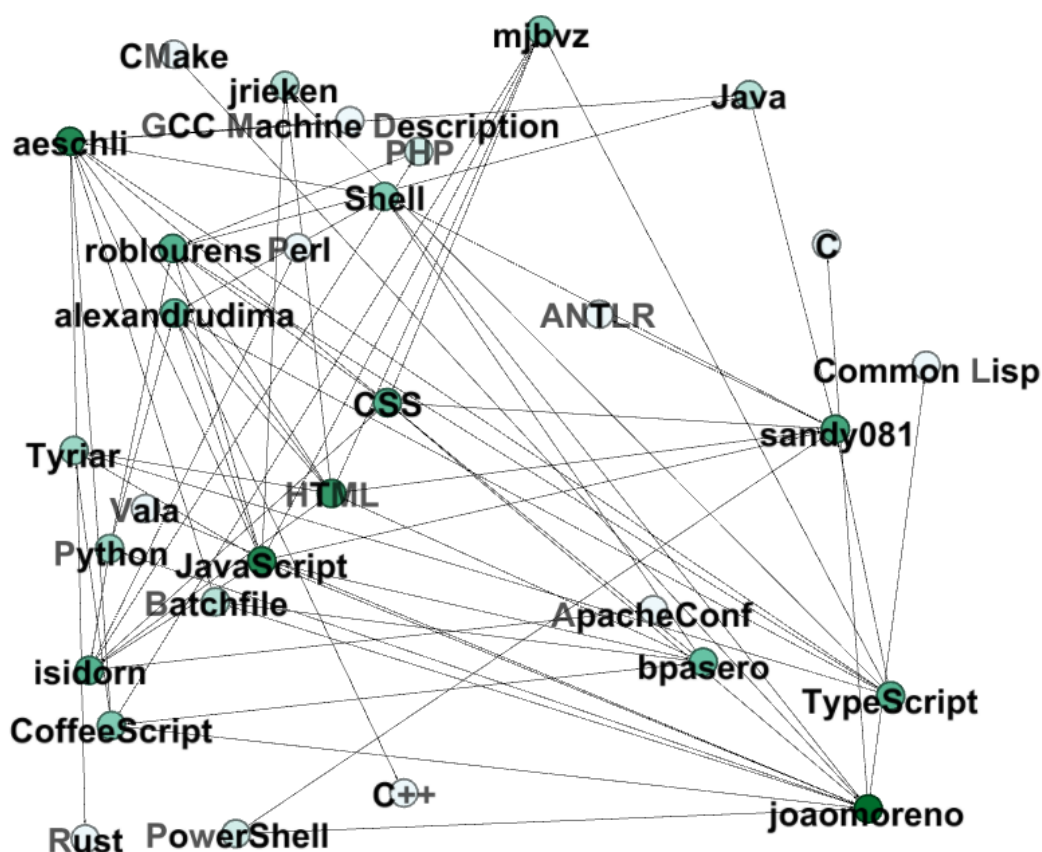 mjbvz
CMake
jrieken
Java
GCC Machine Description
aeschli
PHP
Shell
roblourens
Perl
C
alexandrudima
ANTLR
Common Lisp
CSS
sandy081
Tyriar
HTML
Vala
Python
JavaScript
Batchfile
ApacheConf
isidorn
bpasero
TypeScript
CoffeeScript
C++
joaomoreno
Rust
PowerShell